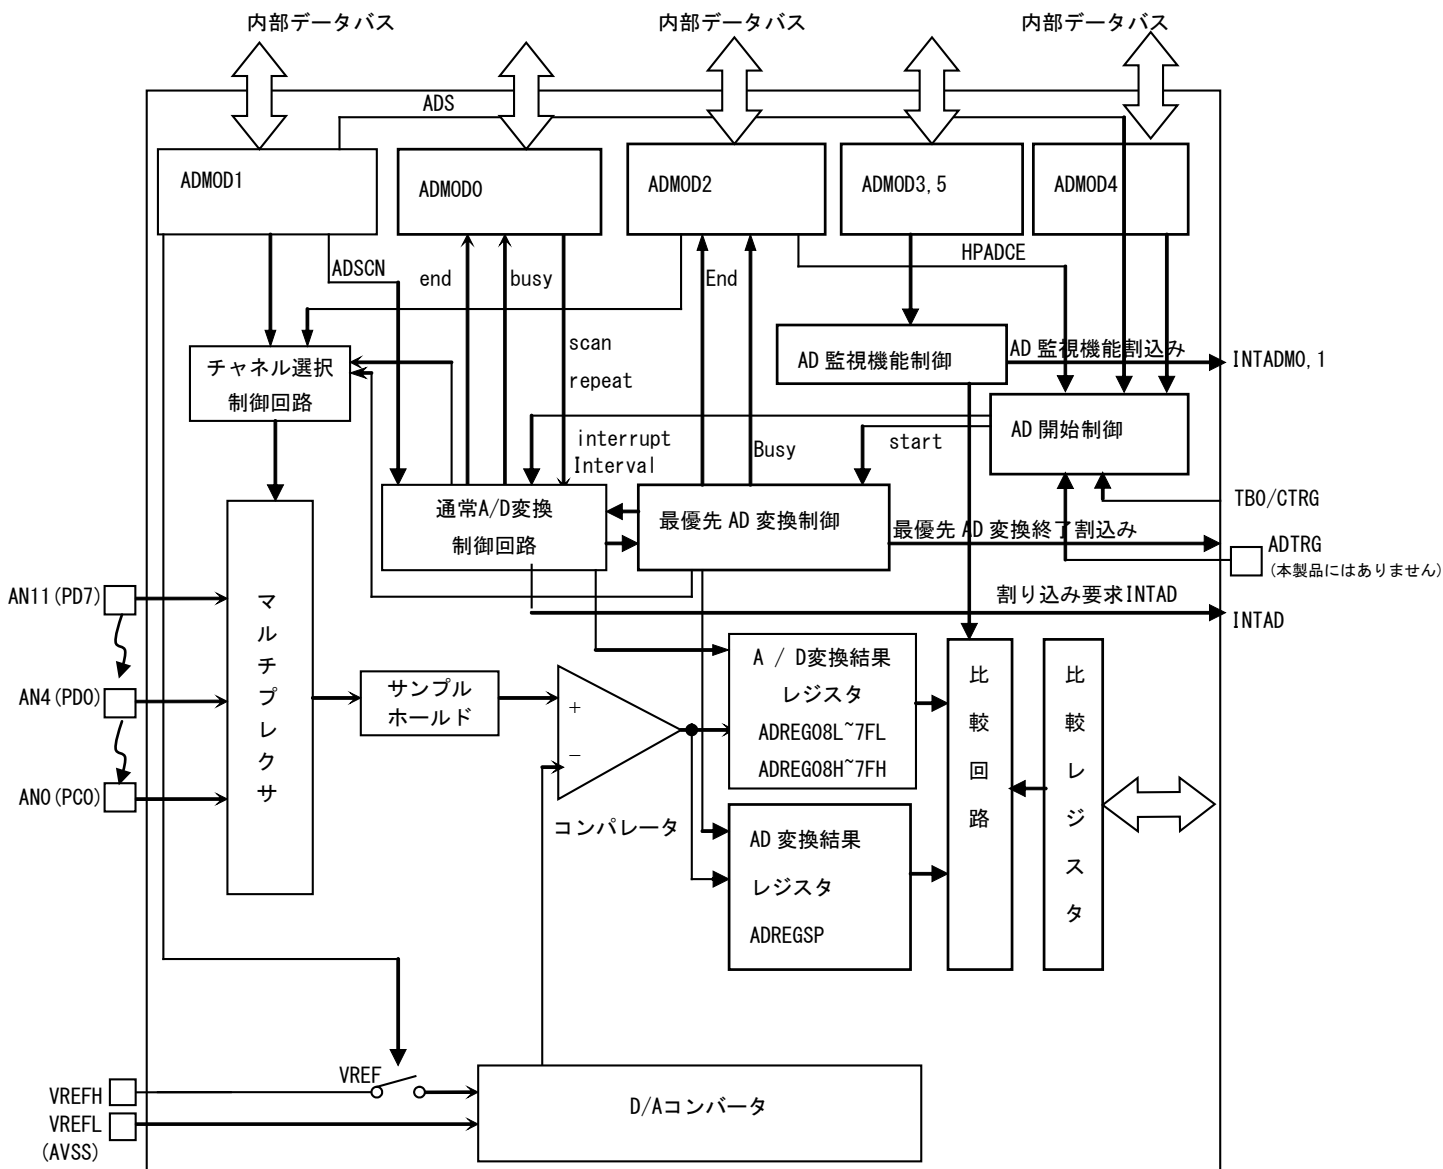 内部データバス
内部データバス
内部データバス
ADS
ADMOD1
ADMOD0
ADMOD2
ADMOD3,5
ADMOD4
ADSCN
end
busy
End
HPADCE
scan
repeat
チャネル選択
制御回路
AD 監視機能制御
AD 監視機能割込み
INTADM0,1
AD 開始制御
start
interrupt
Interval
Busy
通常A/D変換
制御回路
最優先 AD 変換制御
最優先 AD 変換終了割込み
TB0/CTRG
ADTRG
(本製品にはありません)
割り込み要求INTAD
INTAD
AN11(PD7)
AN4(PD0)
AN0(PC0)
マルチプレクサ
サンプル
ホールド
+
-
コンパレータ
A / D変換結果
レジスタ
ADREG08L~7FL
ADREG08H~7FH
AD 変換結果
レジスタ
ADREGSP
比較回路
比較レジスタ
VREF
VREFH
VREFL
(AVSS)
D/Aコンバータ